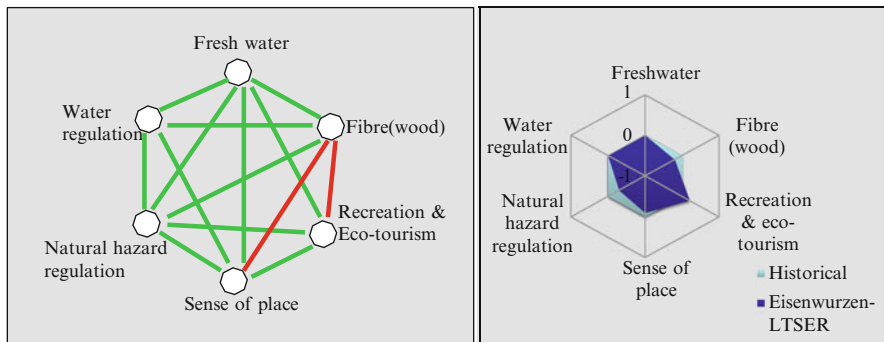 Fresh water
Water
regulation
Fibre(wood)
Recreation &
Eco-tourism
Natural hazard
regulation
Sense of place
Freshwater
1
Water
regulation
0
Fibre
(wood)
-1
Natural
hazard
regulation
Recreation
& eco-
tourism
Sense of
place
Historical
Eisenwurzen-
LTSER